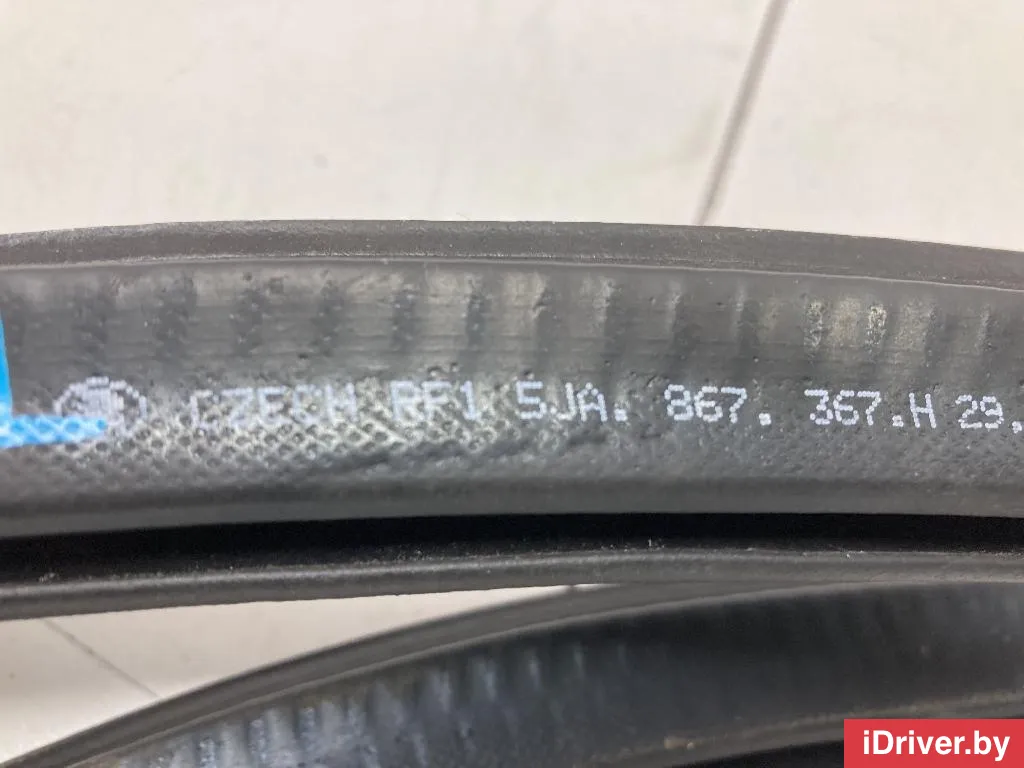 CZECH RF1 5JA. 867. 367.H 29.
iDriver.by